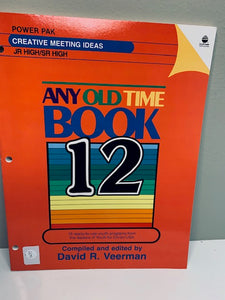 POWER PAK
CREATIVE MEETING IDEAS
JR HIGH/SR HIGH
ANY OLD TIME
BOOK
12
Compiled and edited by
David R. Veerman